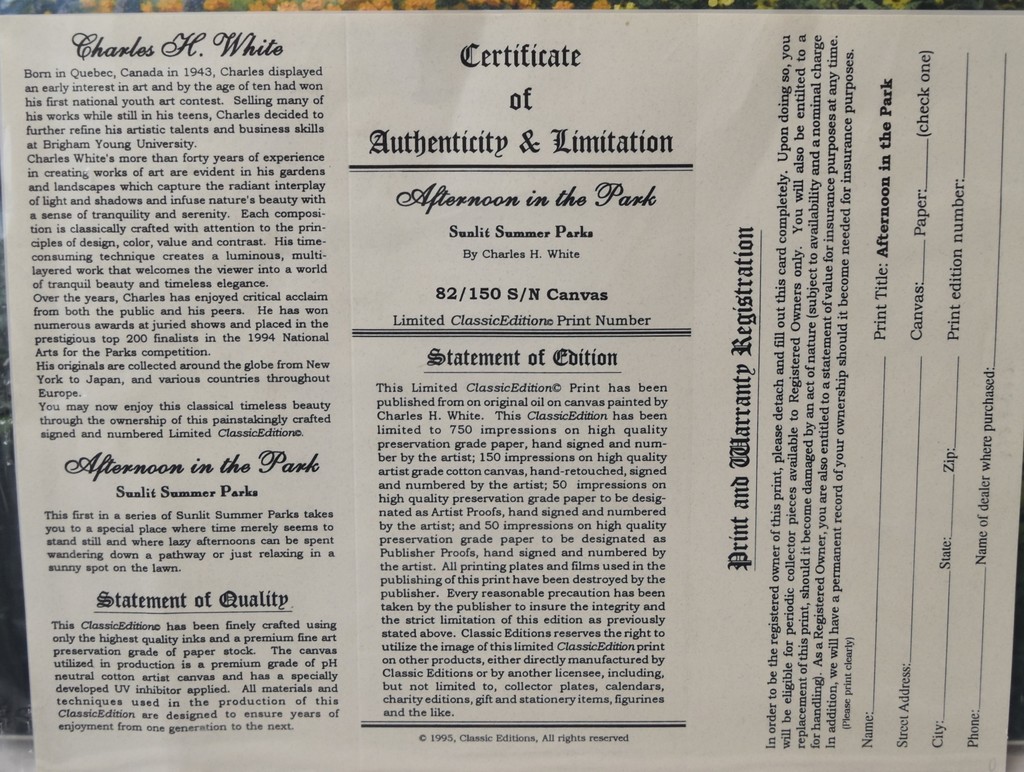 Charles H. White
Born in Quebec, Canada in 1943, Charles displayed
an early interest in art and by the age of ten had won
his first national youth art contest. Selling many of
his works while still in his teens, Charles decided to
further refine his artistic talents and business skills
at Brigham Young University.
Charles White's more than forty years of experience
in creating works of art are evident in his gardens
and landscapes which capture the radiant interplay
of light and shadows and infuse nature's beauty with
a sense of tranquility and serenity. Each composi-
tion is classically crafted with attention to the prin-
ciples of design, color, value and contrast. His time-
consuming technique creates a luminous, multi-
layered work that welcomes the viewer into a world
of tranquil beauty and timeless elegance.
Over the years, Charles has enjoyed critical acclaim
from both the public and his peers. He has won
numerous awards at juried shows and placed in the
prestigious top 200 finalists in the 1994 National
Arts for the Parks competition.
His originals are collected around the globe from New
York to Japan, and various countries throughout
Europe.
You may now enjoy this classical timeless beauty
through the ownership of this painstakingly crafted
signed and numbered Limited ClassicEdition©.
Afternoon in the Park
Sunlit Summer Parks
This first in a series of Sunlit Summer Parks takes
you to a special place where time merely seems to
stand still and where lazy afternoons can be spent
wandering down a pathway or just relaxing in a
sunny spot on the lawn.
Statement of Quality
This ClassicEdition© has been finely crafted using
only the highest quality inks and a premium fine art
preservation grade of paper stock. The canvas
utilized in production is a premium grade of pH
neutral cotton artist canvas and has a specially
developed UV inhibitor applied. All materials and
techniques used in the production of this
ClassicEdition are designed to ensure years of
enjoyment from one generation to the next.
Certificate
of
Authenticity & Limitation
Afternoon in the Park
Sunlit Summer Parks
By Charles H. White
82/150 S/N Canvas
Limited ClassicEdition© Print Number
Statement of Edition
This Limited ClassicEdition© Print has been
published from on original oil on canvas painted by
Charles H. White. This ClassicEdition has been
limited to 750 impressions on high quality
preservation grade paper, hand signed and num-
ber by the artist; 150 impressions on high quality
artist grade cotton canvas, hand-retouched, signed
and numbered by the artist; 50 impressions on
high quality preservation grade paper to be desig-
nated as Artist Proofs, hand signed and numbered
by the artist; and 50 impressions on high quality
preservation grade paper to be designated as
Publisher Proofs, hand signed and numbered by the
artist. All printing plates and films used in the
publishing of this print have been destroyed by the
publisher. Every reasonable precaution has been
taken by the publisher to insure the integrity and
the strict limitation of this edition as previously
stated above. Classic Editions reserves the right to
utilize the image of this limited ClassicEdition print
on other products, either directly manufactured by
Classic Editions or by another licensee, including,
but not limited to, collector plates, calendars,
charity editions, gift and stationery items, figurines
and the like.
© 1995, Classic Editions, All rights reserved
Print and Warranty Registration
In order to be the registered owner of this print, please detach and fill out this card completely. Upon doing so, you
will be eligible for periodic collector pieces available to Registered Owners only. You will also be entilted to a
replacement of this print, should it become damaged by an act of nature (subject to availability and a nominal charge
for handling). As a Registered Owner, you are also entitled to a statement of value for insurance purposes at any time.
In addition, we will have a permanent record of your ownership should it become needed for insurance purposes.
(Please print clearly)
Name: Print Title: Afternoon in the Park
Street Address: Canvas: Paper: (check one)
City: State: Zip: Print edition number:
Phone: Name of dealer where purchased: